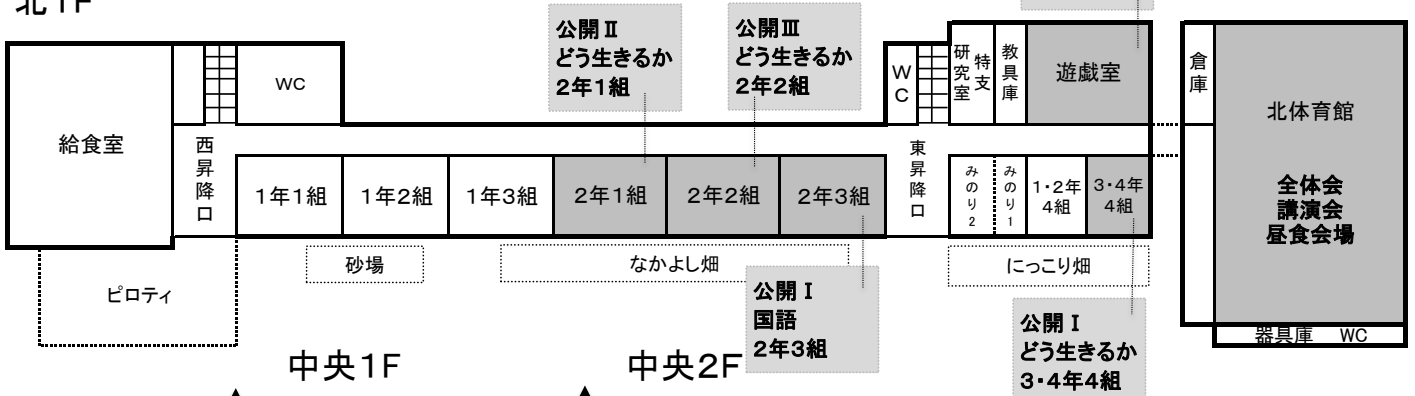 北1F
公開Ⅱ
どう生きるか
2年1組
公開Ⅲ
どう生きるか
2年2組
給食室
西昇降口
WC
WC
研究室
特支
教具庫
遊戯室
倉庫
北体育館
全体会
講演会
昼食会場
1年1組
1年2組
1年3組
2年1組
2年2組
2年3組
東昇降口
みのり2
みのり1
1・2年
4組
3・4年
4組
砂場
なかよし畑
にっこり畑
ピロティ
公開Ⅰ
国語
2年3組
公開Ⅰ
どう生きるか
3・4年4組
器具庫 WC
中央1F
中央2F